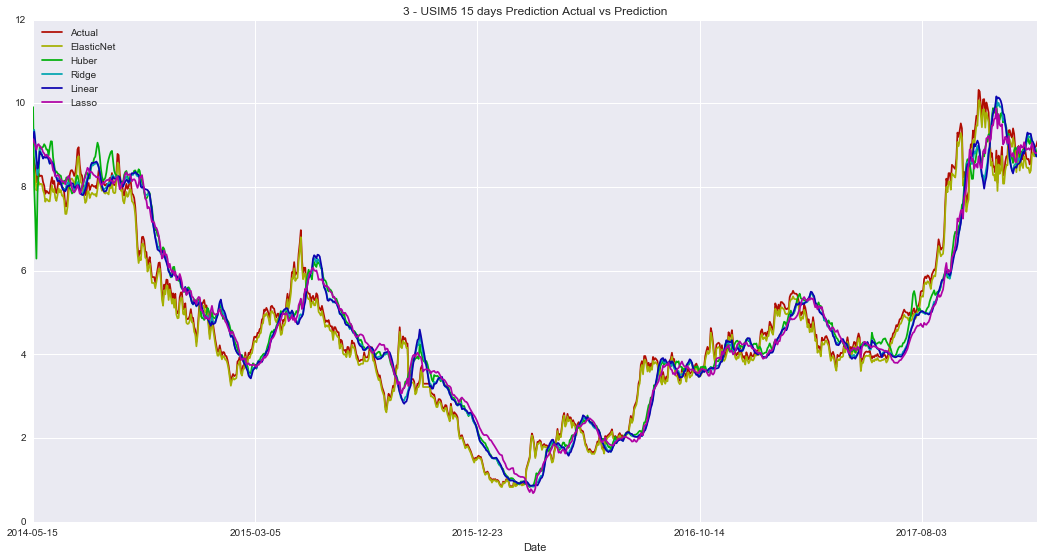 3 - USIM5 15 days Prediction Actual vs Prediction
12
10
8
6
4
2
0
Actual
ElasticNet
Huber
Ridge
Linear
Lasso
2014-05-15
2015-03-05
2015-12-23
2016-10-14
2017-08-03
Date